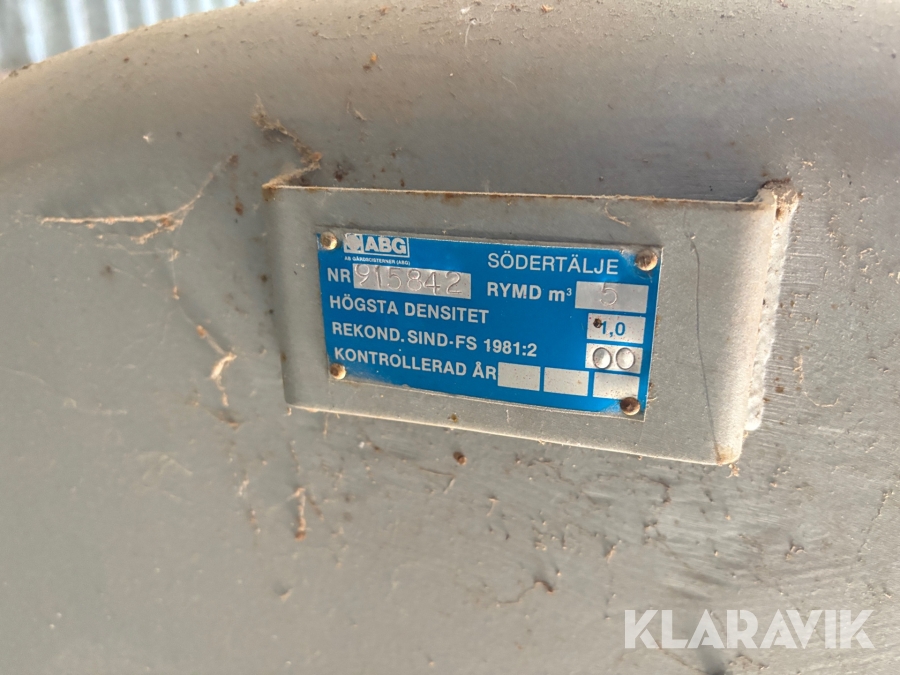 ABG
AB GÅRDSCISTERNER (ABG)
SÖDERTÄLJE
NR 915842 RYMD m³ 5
HÖGSTA DENSITET 1,0
REKOND. SIND-FS 1981:2 00
KONTROLLERAD ÅR
KLARAVIK